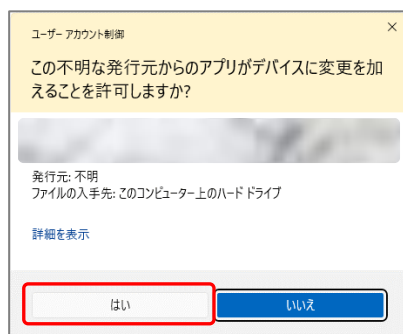 ユーザー アカウント制御
この不明な発行元からのアプリがデバイスに変更を加
えることを許可しますか?
発行元: 不明
ファイルの入手先: このコンピューター上のハード ドライブ
詳細を表示
はい
いいえ